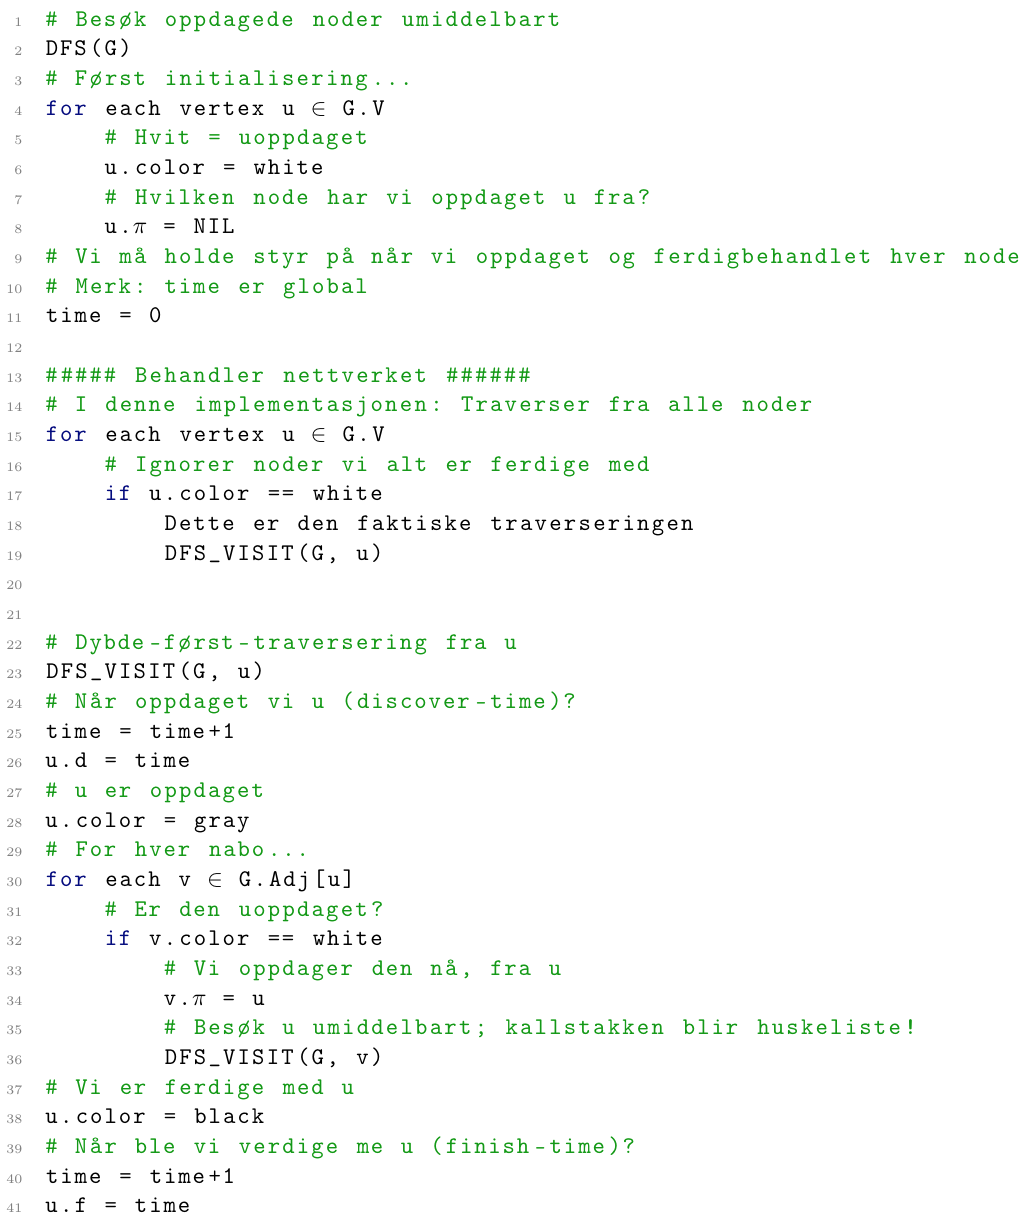 1 # Besøk oppdagede noder umiddelbart
2 DFS(G)
3 # Først initialisering...
4 for each vertex u ∈ G.V
5     # Hvit = uoppdaget
6     u.color = white
7     # Hvilken node har vi oppdaget u fra?
8     u.π = NIL
9 # Vi må holde styr på når vi oppdaget og ferdigbehandlet hver node
10 # Merk: time er global
11 time = 0
12
13 ##### Behandler nettverket ######
14 # I denne implementasjonen: Traverser fra alle noder
15 for each vertex u ∈ G.V
16     # Ignorer noder vi alt er ferdige med
17     if u.color == white
18         Dette er den faktiske traverseringen
19         DFS_VISIT(G, u)
20
21
22 # Dybde-først-traversering fra u
23 DFS_VISIT(G, u)
24 # Når oppdaget vi u (discover-time)?
25 time = time+1
26 u.d = time
27 # u er oppdaget
28 u.color = gray
29 # For hver nabo...
30 for each v ∈ G.Adj[u]
31     # Er den uoppdaget?
32     if v.color == white
33         # Vi oppdager den nå, fra u
34         v.π = u
35         # Besøk u umiddelbart; kallstakken blir huskeliste!
36         DFS_VISIT(G, v)
37 # Vi er ferdige med u
38 u.color = black
39 # Når ble vi verdige me u (finish-time)?
40 time = time+1
41 u.f = time